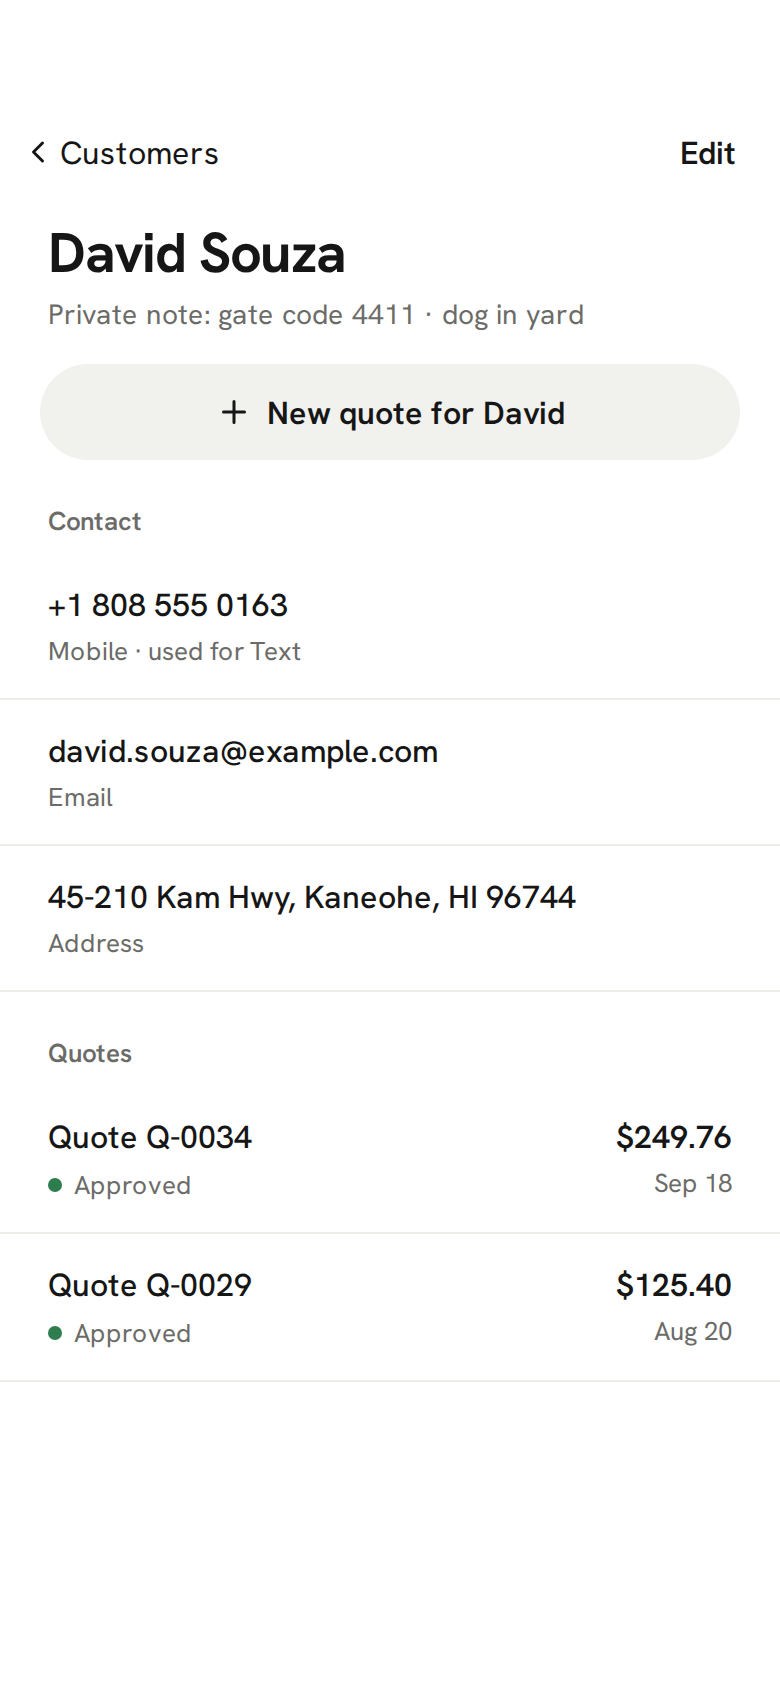 Customers
Edit
David Souza
Private note: gate code 4411 · dog in yard
New quote for David
Contact
+1 808 555 0163
Mobile · used for Text
david.souza@example.com
Email
45-210 Kam Hwy, Kaneohe, HI 96744
Address
Quotes
Quote Q-0034
$249.76
Approved
Sep 18
Quote Q-0029
$125.40
Approved
Aug 20